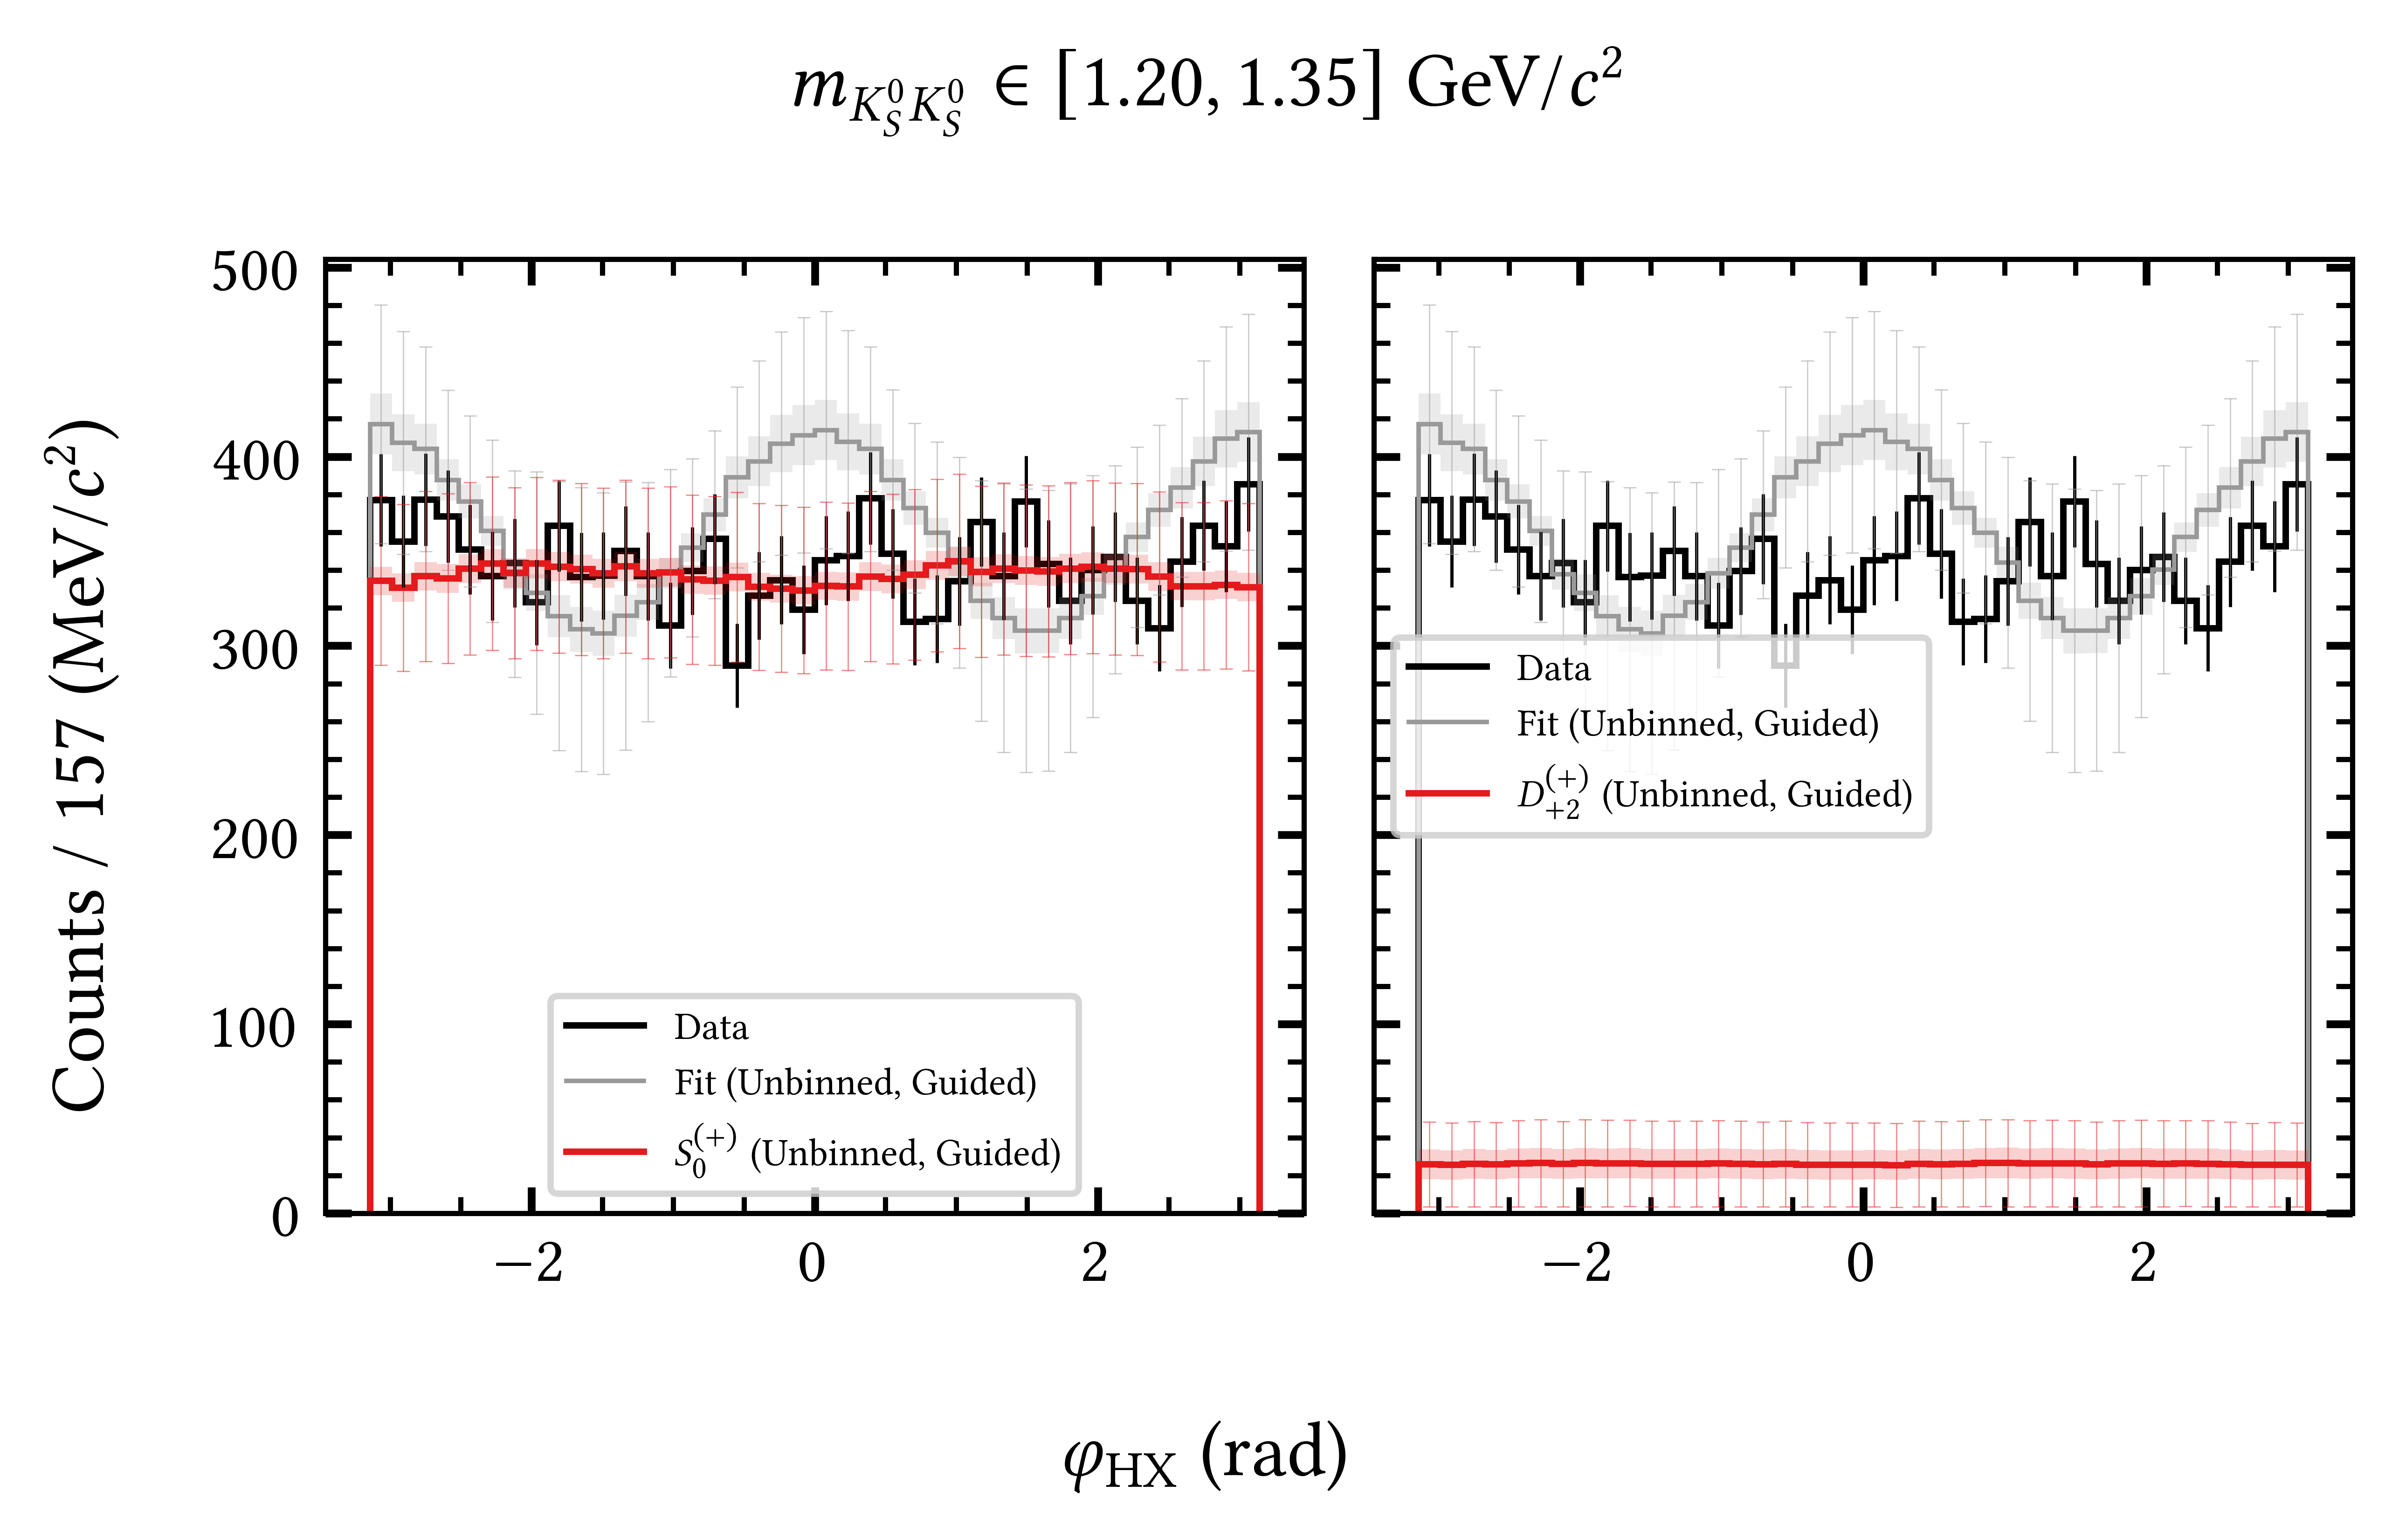 m_{K_S^0 K_S^0} ∈ [1.20, 1.35] GeV/c²
Counts / 157 (MeV/c²)
500
400
300
200
100
0
Data
Fit (Unbinned, Guided)
S_0^{(+)} (Unbinned, Guided)
−2
0
2
Data
Fit (Unbinned, Guided)
D_{+2}^{(+)} (Unbinned, Guided)
−2
0
2
φ_{HX} (rad)